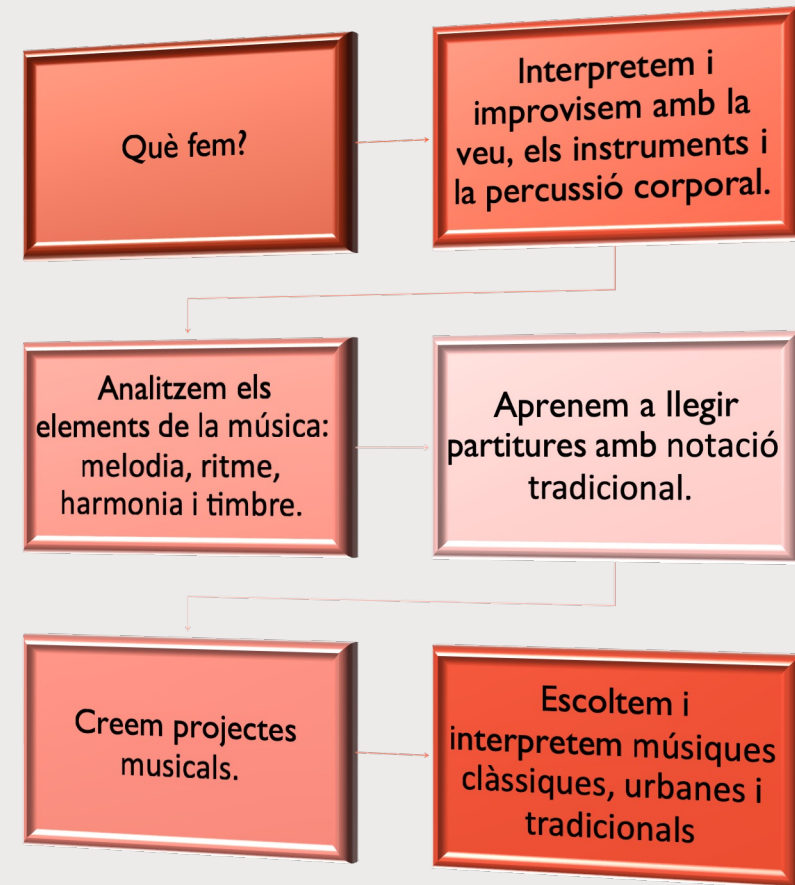 Què fem?
Interpretem i
improvisem amb la
veu, els instruments i
la percussió corporal.
Analitzem els
elements de la música:
melodia, ritme,
harmonia i timbre.
Aprenem a llegir
partitures amb notació
tradicional.
Creem projectes
musicals.
Escoltem i
interpretem músiques
clàssiques, urbanes i
tradicionals